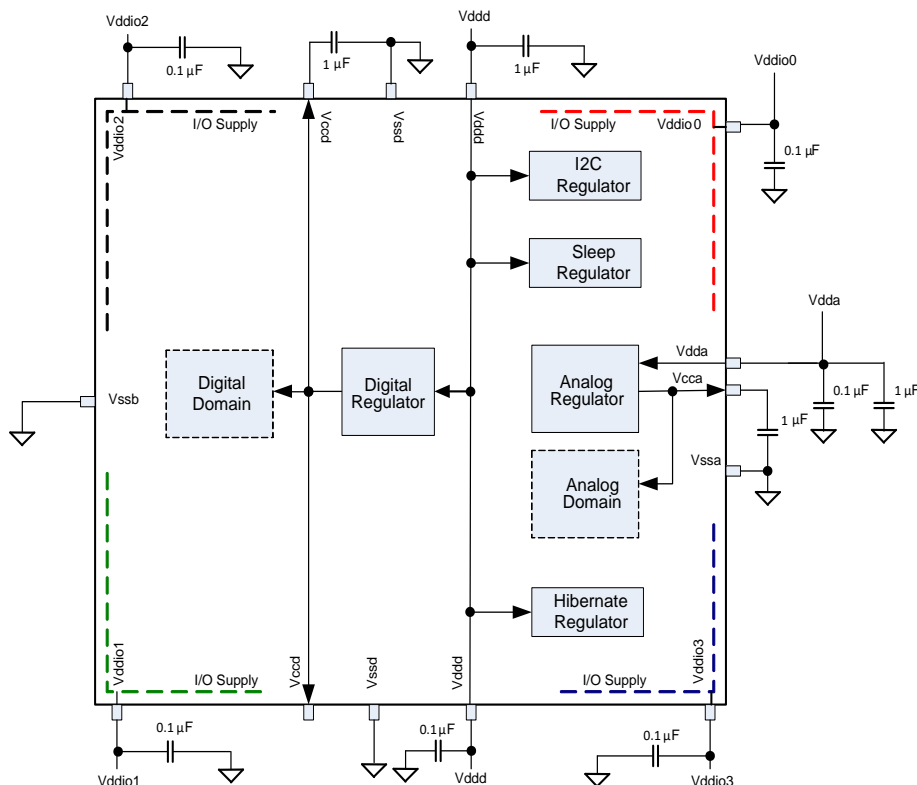 Vddio2
Vddd
0.1 µF
1 µF
1 µF
Vddio0
0.1 µF
Vddio2
I/O Supply
Vccd
Vssd
Vddd
I/O Supply
Vddio0
I2C
Regulator
Sleep
Regulator
Vdda
Digital
Domain
Digital
Regulator
Analog
Regulator
Vdda
Vcca
0.1 µF
1 µF
1 µF
Vssb
Vssa
Analog
Domain
Hibernate
Regulator
Vddio1
I/O Supply
Vccd
Vssd
Vddd
I/O Supply
Vddio3
0.1 µF
0.1 µF
0.1 µF
Vddio1
Vddd
Vddio3